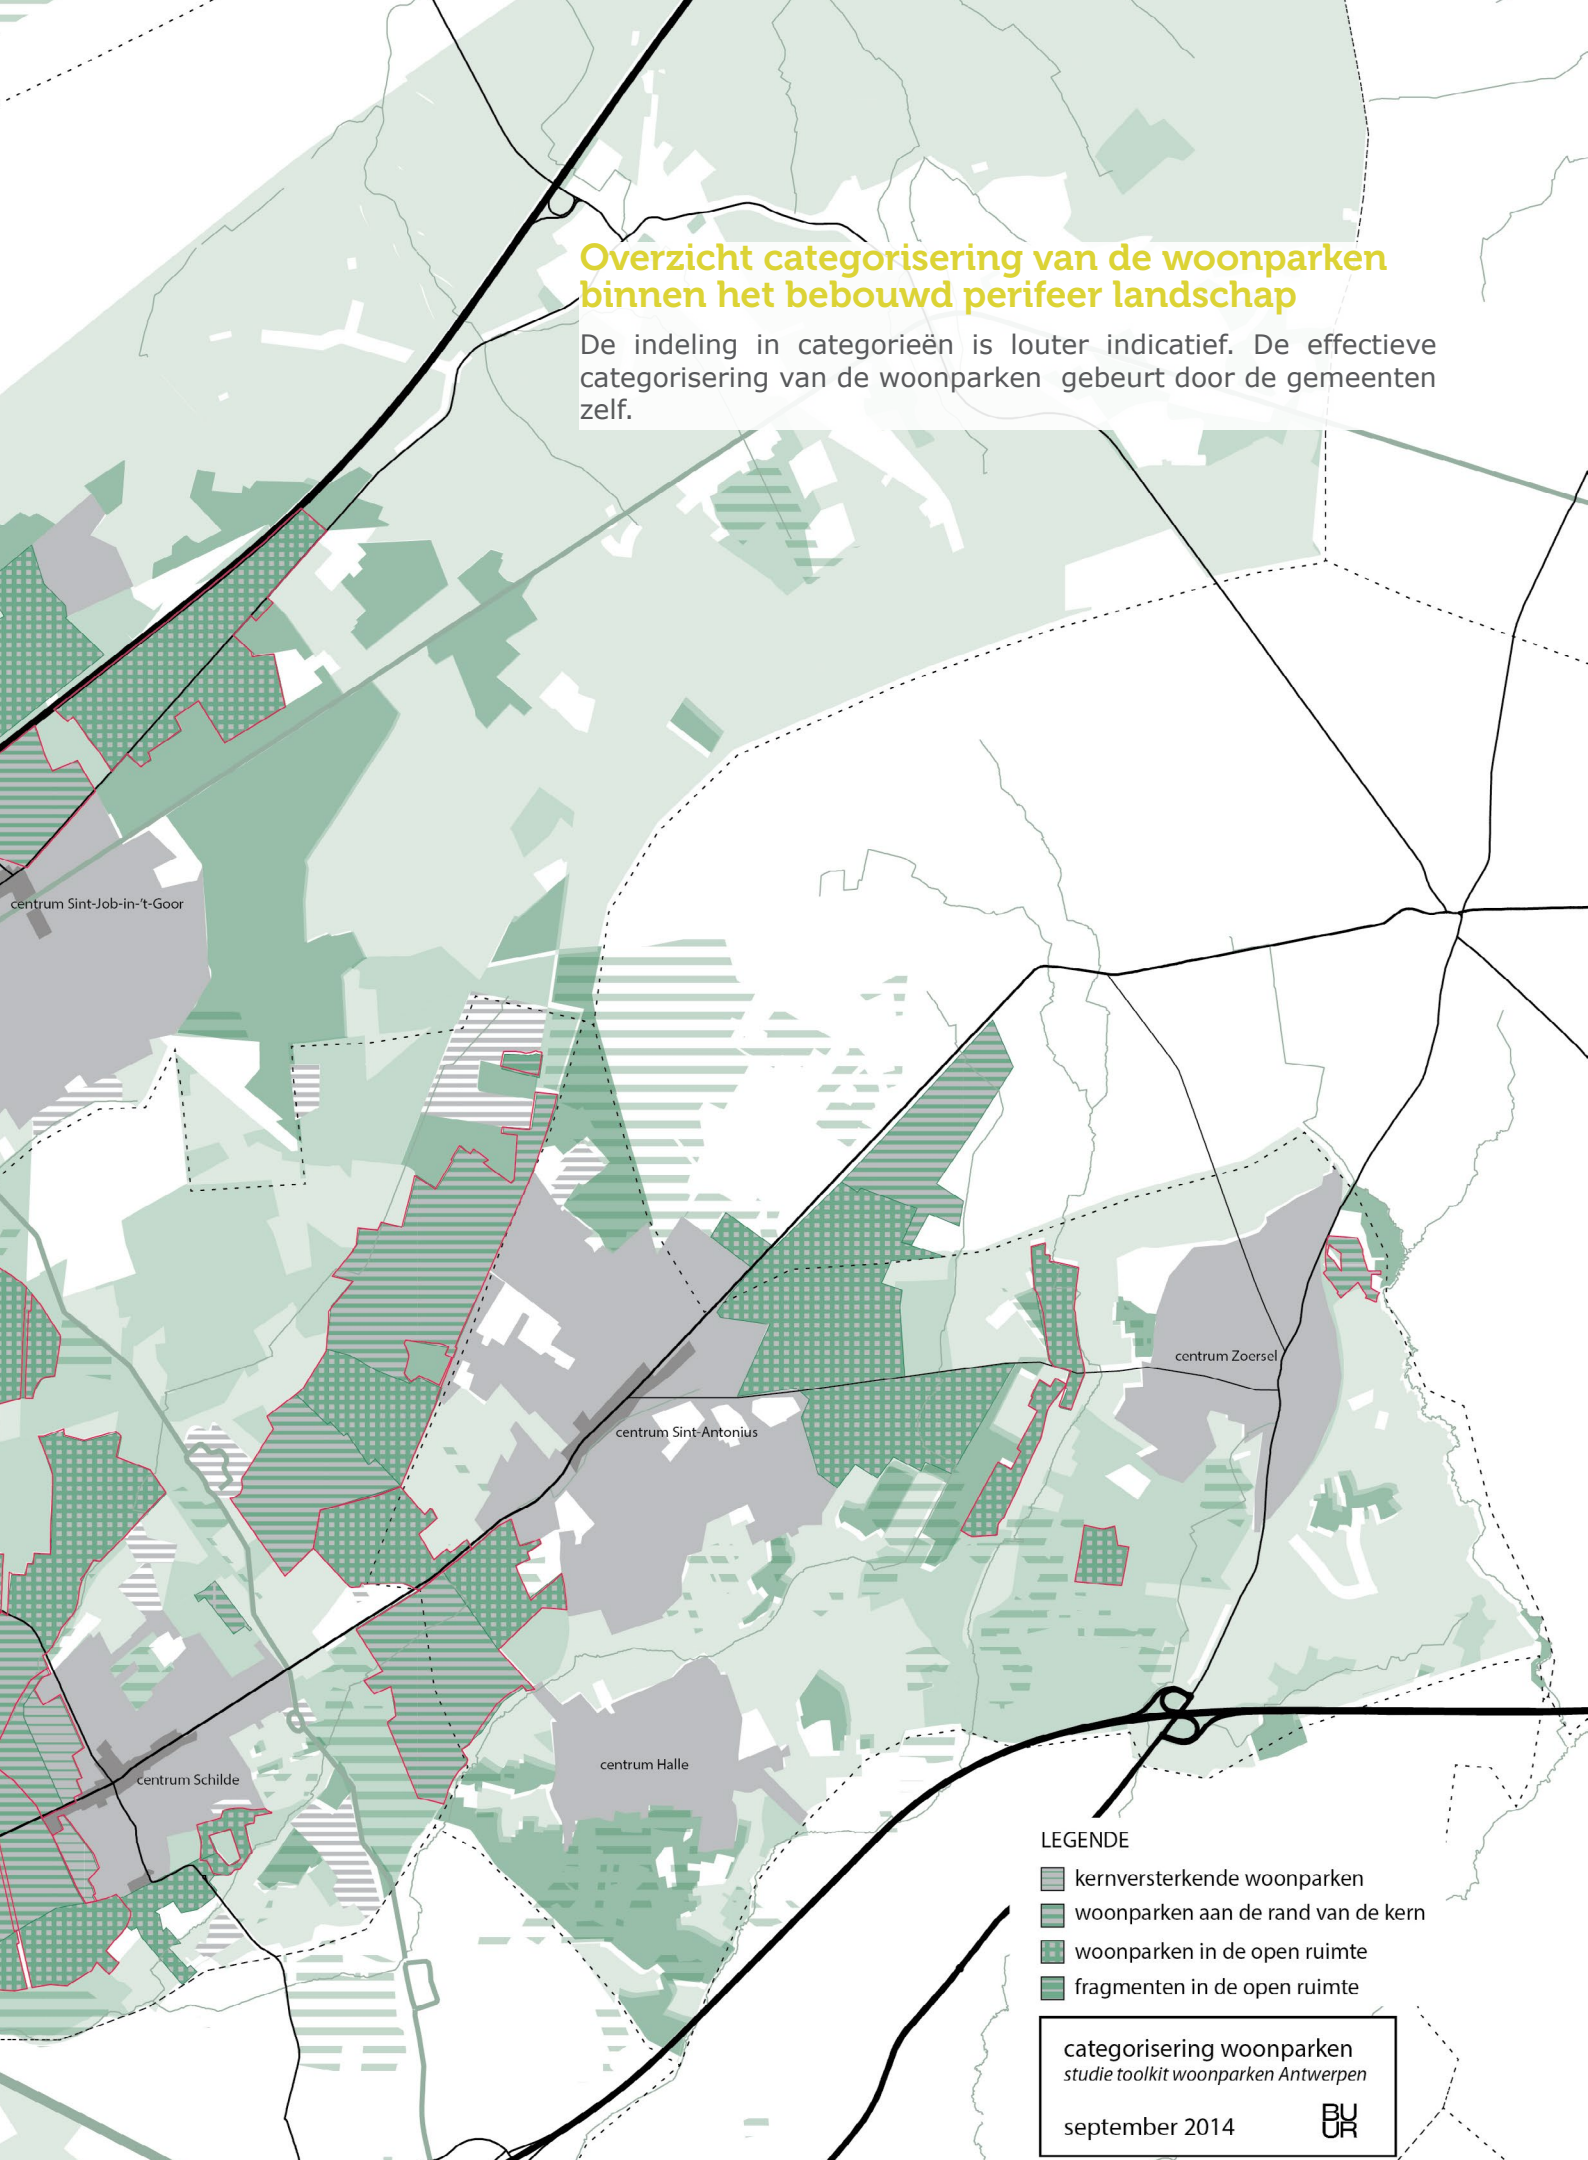 Overzicht categorisering van de woonparken
binnen het bebouwd perifeer landschap
De indeling in categorieën is louter indicatief. De effectieve
categorisering van de woonparken gebeurt door de gemeenten
zelf.
centrum Sint-Job-in-'t-Goor
centrum Zoersel
centrum Sint-Antonius
centrum Halle
centrum Schilde
LEGENDE
kernversterkende woonparken
woonparken aan de rand van de kern
woonparken in de open ruimte
fragmenten in de open ruimte
categorisering woonparken
studie toolkit woonparken Antwerpen
september 2014
BU
UR